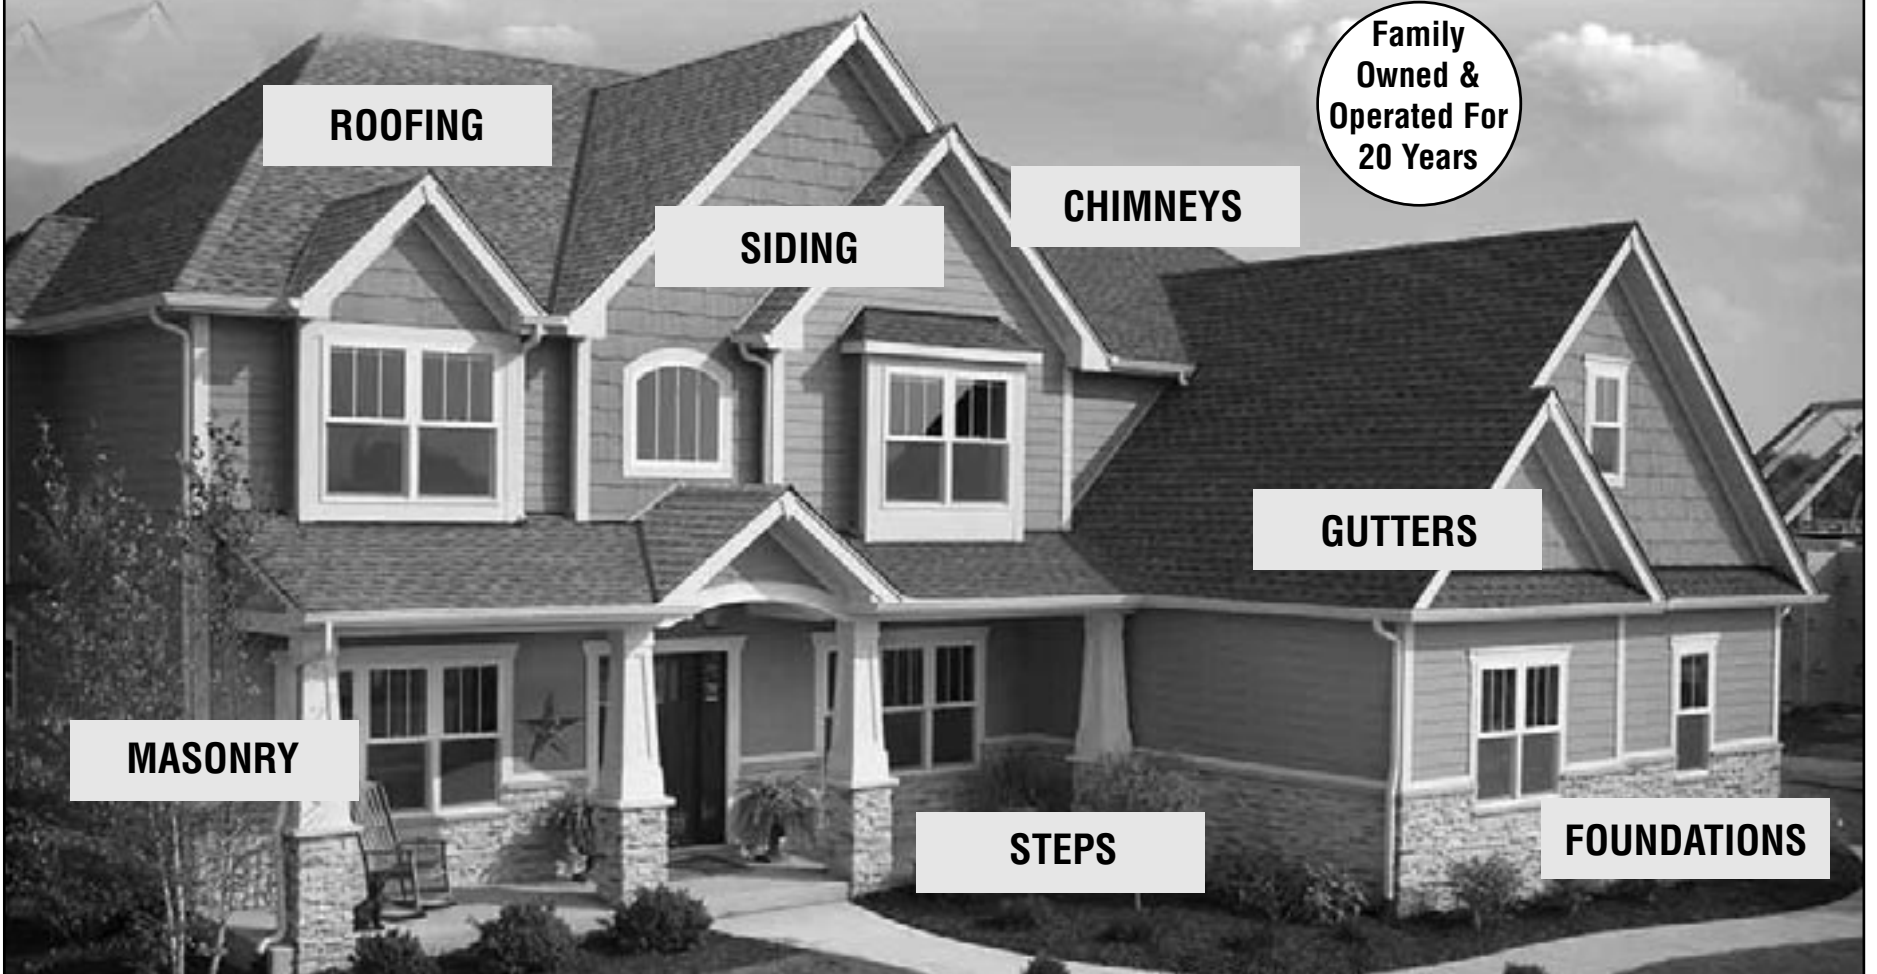 Family
Owned &
Operated For
20 Years
ROOFING
CHIMNEYS
SIDING
GUTTERS
MASONRY
STEPS
FOUNDATIONS